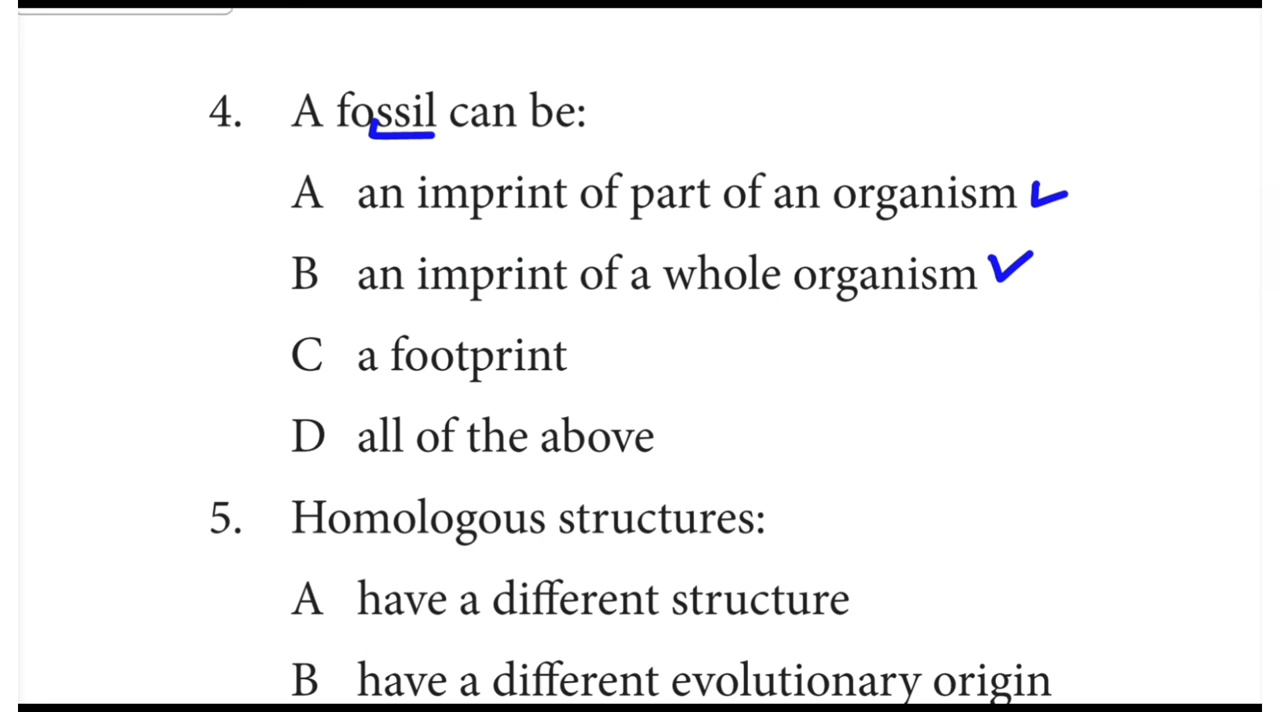 4. A fossil can be:
A an imprint of part of an organism
B an imprint of a whole organism
C a footprint
D all of the above
5. Homologous structures:
A have a different structure
B have a different evolutionary origin